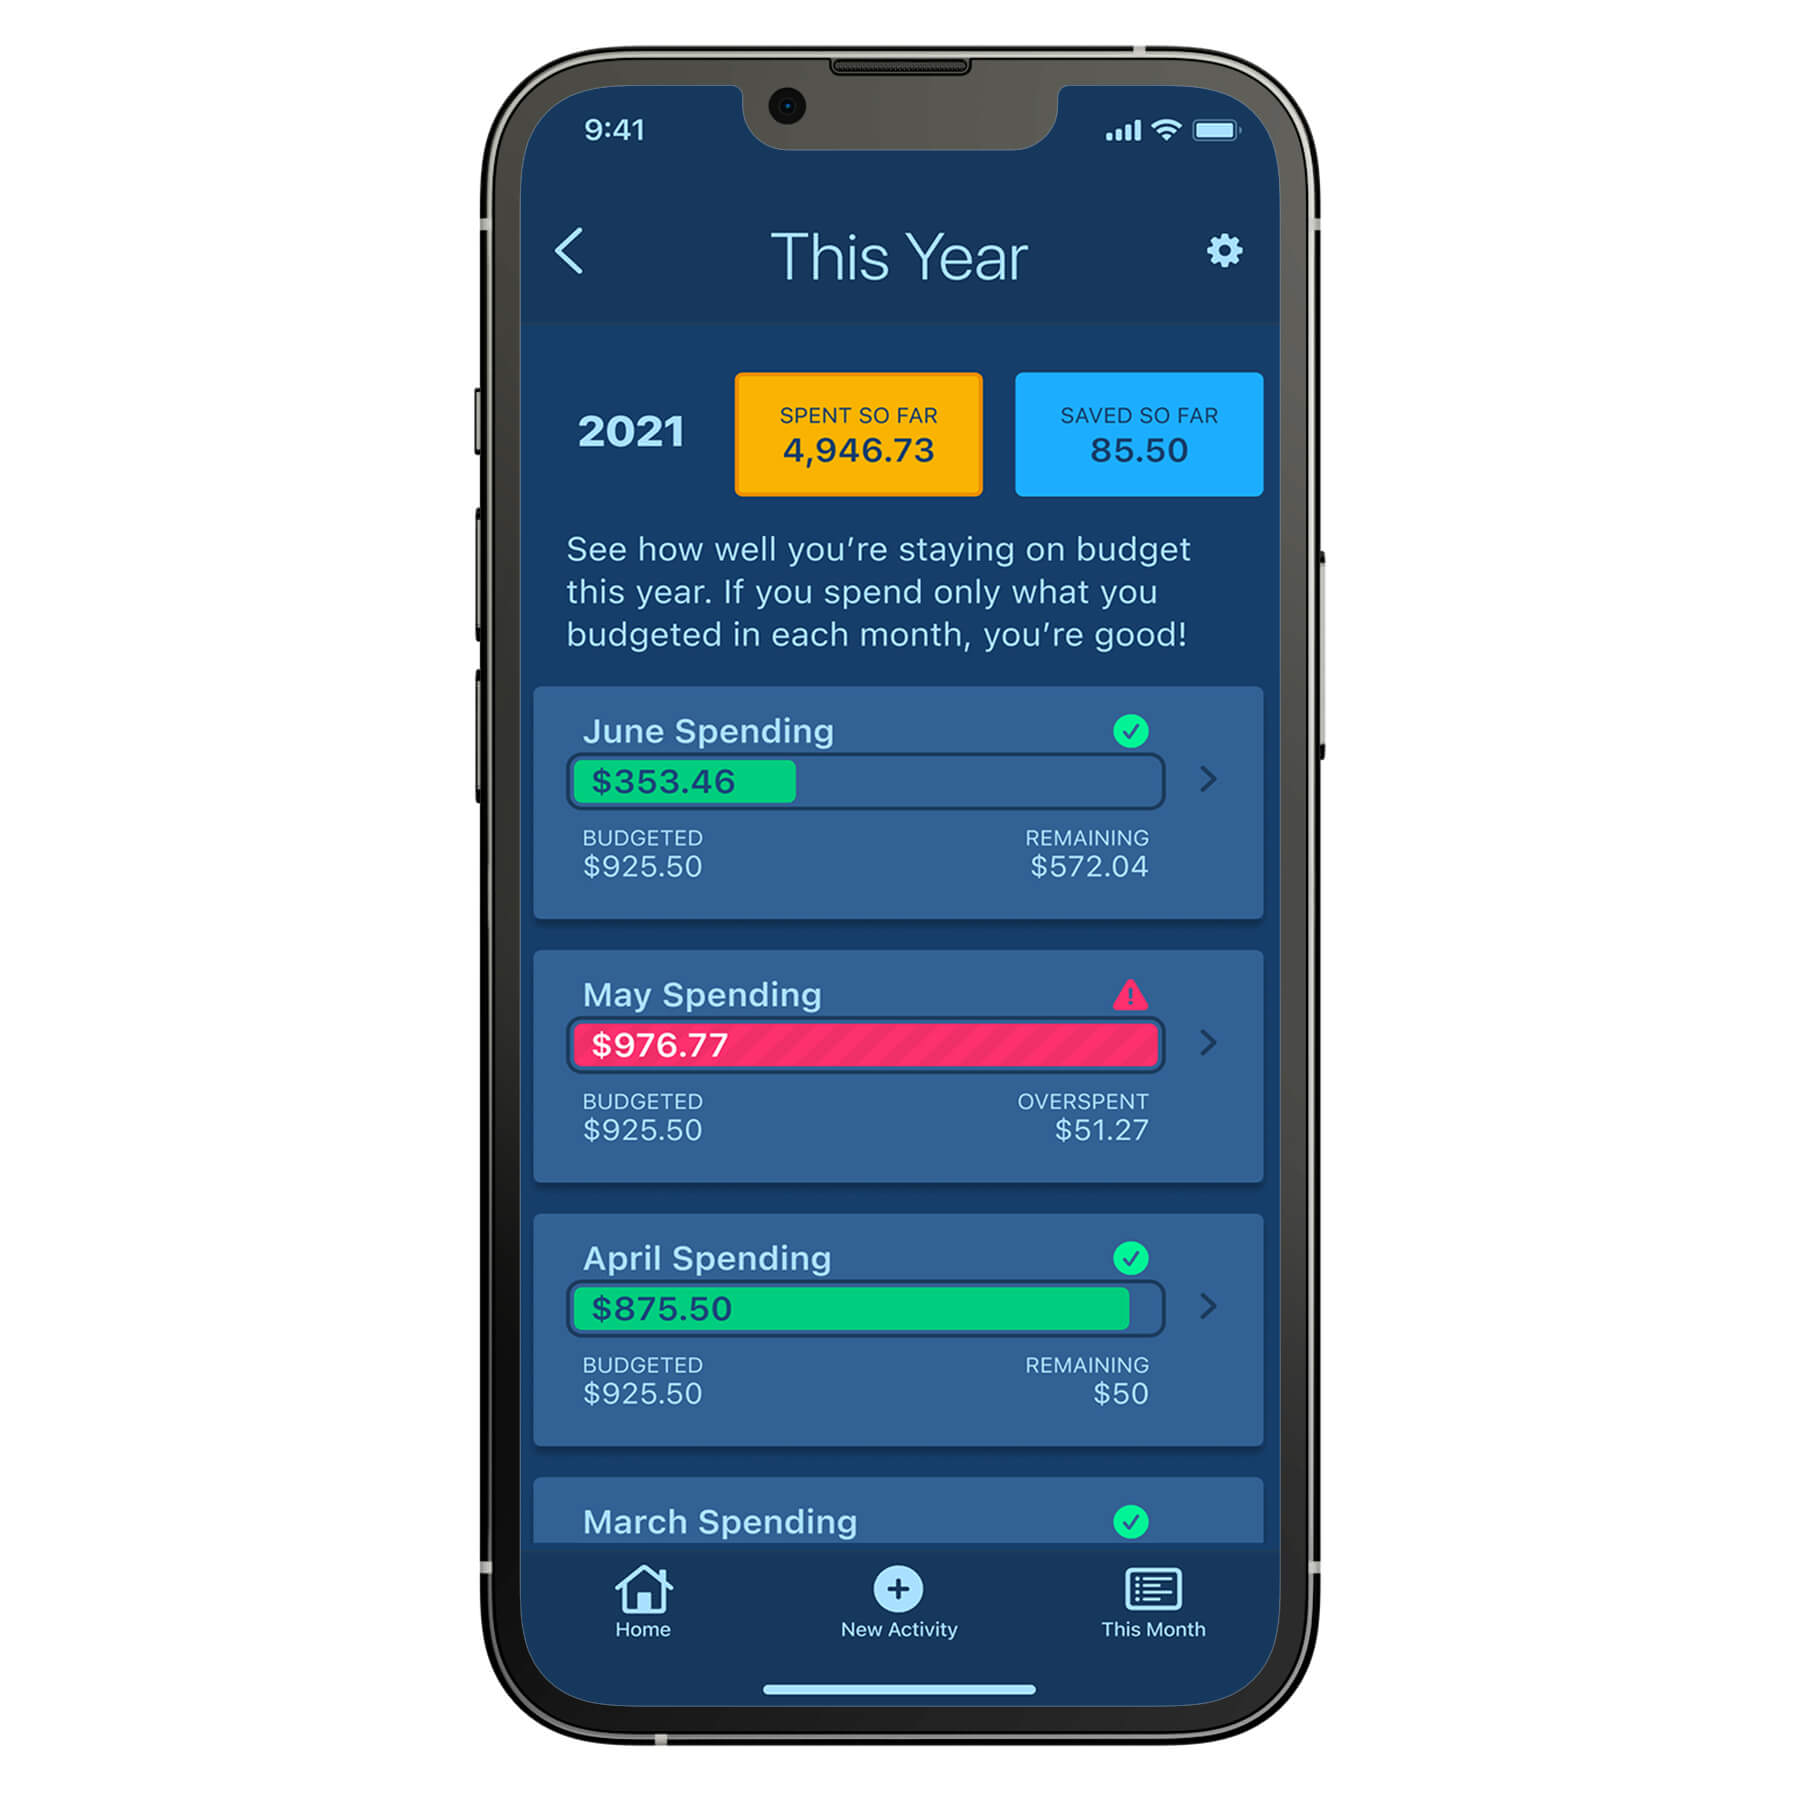 9:41
This Year
2021
SPENT SO FAR
4,946.73
SAVED SO FAR
85.50
See how well you’re staying on budget
this year. If you spend only what you
budgeted in each month, you’re good!
June Spending
$353.46
BUDGETED
$925.50
REMAINING
$572.04
May Spending
$976.77
BUDGETED
$925.50
OVERSPENT
$51.27
April Spending
$875.50
BUDGETED
$925.50
REMAINING
$50
March Spending
Home
New Activity
This Month